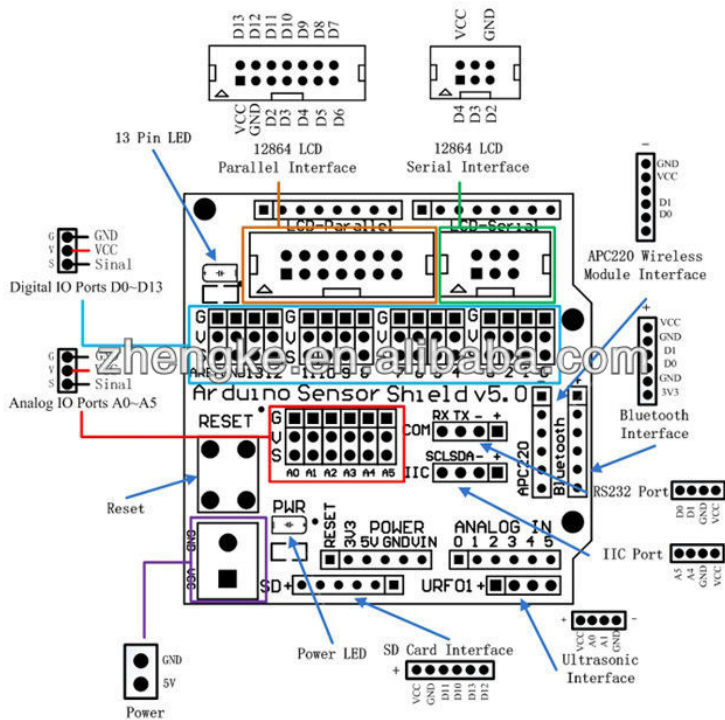 D13 D12 D11 D10 D9 D8 D7
VCC GND D2 D3 D4 D5 D6
VCC GND
D4 D3 D2
13 Pin LED
12864 LCD
Parallel Interface
12864 LCD
Serial Interface
GND
VCC
D1
D0
-
APC220 Wireless
Module Interface
LCD-Parallel
LCD-Serial
G GND
V VCC
S Sinal
Digital IO Ports D0~D13
G
V
S Sinal
Analog IO Ports A0~A5
G
V
S
zhengke.en.alibaba.com
Arduino Sensor Shield v5.0
+
VCC
GND
D1
D0
GND
3V3
Bluetooth
Interface
RESET
G
V
S
A0 A1 A2 A3 A4 A5
RX TX - +
COM
SCL SDA - +
IIC
APC220
Bluetooth
- +
Reset
RS232 Port
D0 D1 GND VCC
IIC Port
A5 A4 GND VCC
PWR
GND VCC
POWER
RESET 3V3 5V GND VIN
ANALOG IN
0 1 2 3 4 5
SD+
URF01+
Power LED
SD Card Interface
+
VCC GND D11 D10 D13 D12
+ -
VCC A0 A1 GND
Ultrasonic
Interface
GND
5V
Power